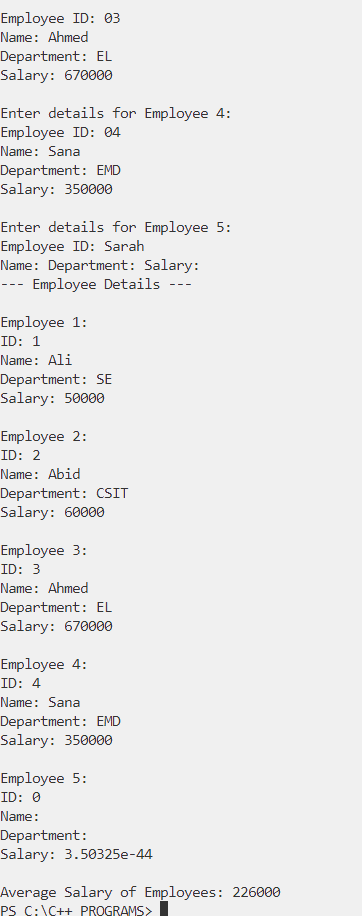 Employee ID: 03
Name: Ahmed
Department: EL
Salary: 670000
Enter details for Employee 4:
Employee ID: 04
Name: Sana
Department: EMD
Salary: 350000
Enter details for Employee 5:
Employee ID: Sarah
Name: Department: Salary:
--- Employee Details ---
Employee 1:
ID: 1
Name: Ali
Department: SE
Salary: 50000
Employee 2:
ID: 2
Name: Abid
Department: CSIT
Salary: 60000
Employee 3:
ID: 3
Name: Ahmed
Department: EL
Salary: 670000
Employee 4:
ID: 4
Name: Sana
Department: EMD
Salary: 350000
Employee 5:
ID: 0
Name:
Department:
Salary: 3.50325e-44
Average Salary of Employees: 226000
PS C:\C++ PROGRAMS>